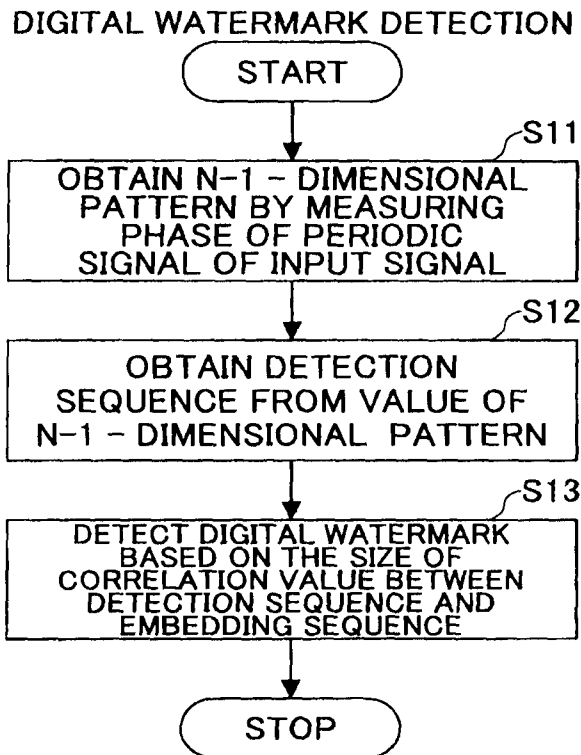 DIGITAL WATERMARK DETECTION
START
S11
OBTAIN N-1 - DIMENSIONAL
PATTERN BY MEASURING
PHASE OF PERIODIC
SIGNAL OF INPUT SIGNAL
S12
OBTAIN DETECTION
SEQUENCE FROM VALUE OF
N-1 - DIMENSIONAL PATTERN
S13
DETECT DIGITAL WATERMARK
BASED ON THE SIZE OF
CORRELATION VALUE BETWEEN
DETECTION SEQUENCE AND
EMBEDDING SEQUENCE
STOP